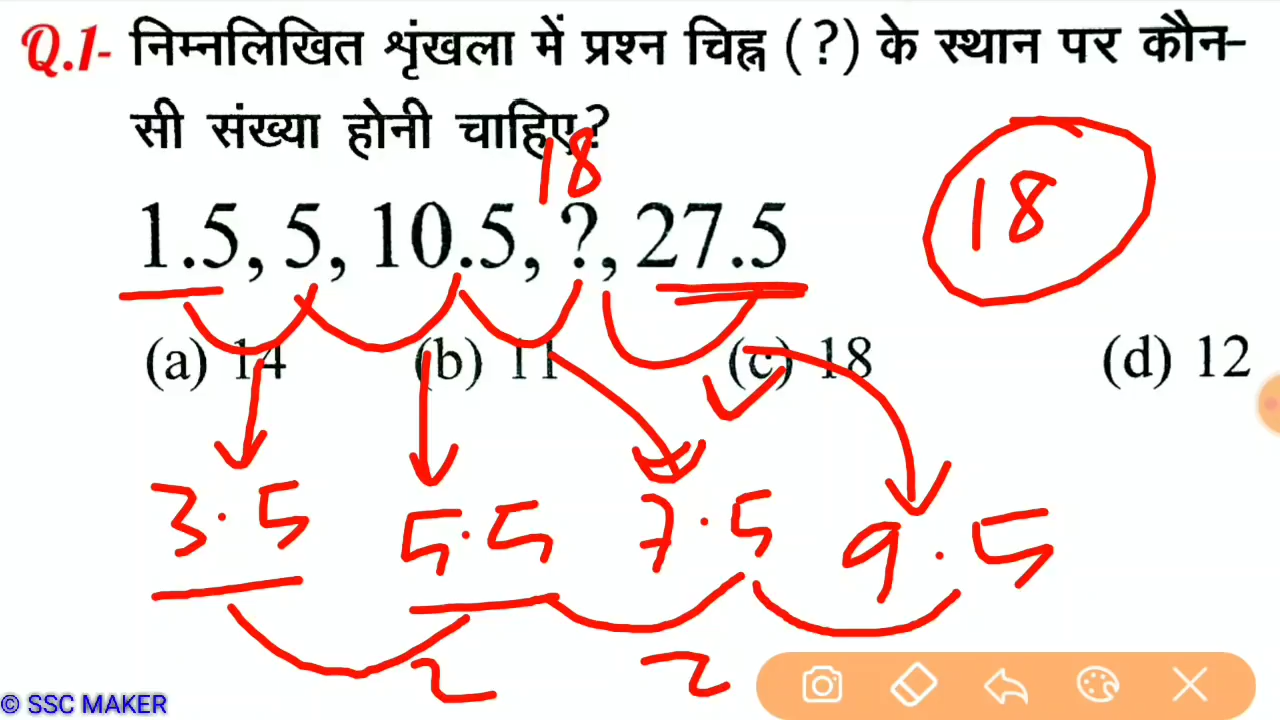 Q.1- निम्नलिखित शृंखला में प्रश्न चिह्न (?) के स्थान पर कौन-
सी संख्या होनी चाहिए?
18
18
1.5, 5, 10.5, ?, 27.5
(a) 14 (b) 11 (c) 18 (d) 12
3.5 5.5 7.5 9.5
2 2
© SSC MAKER